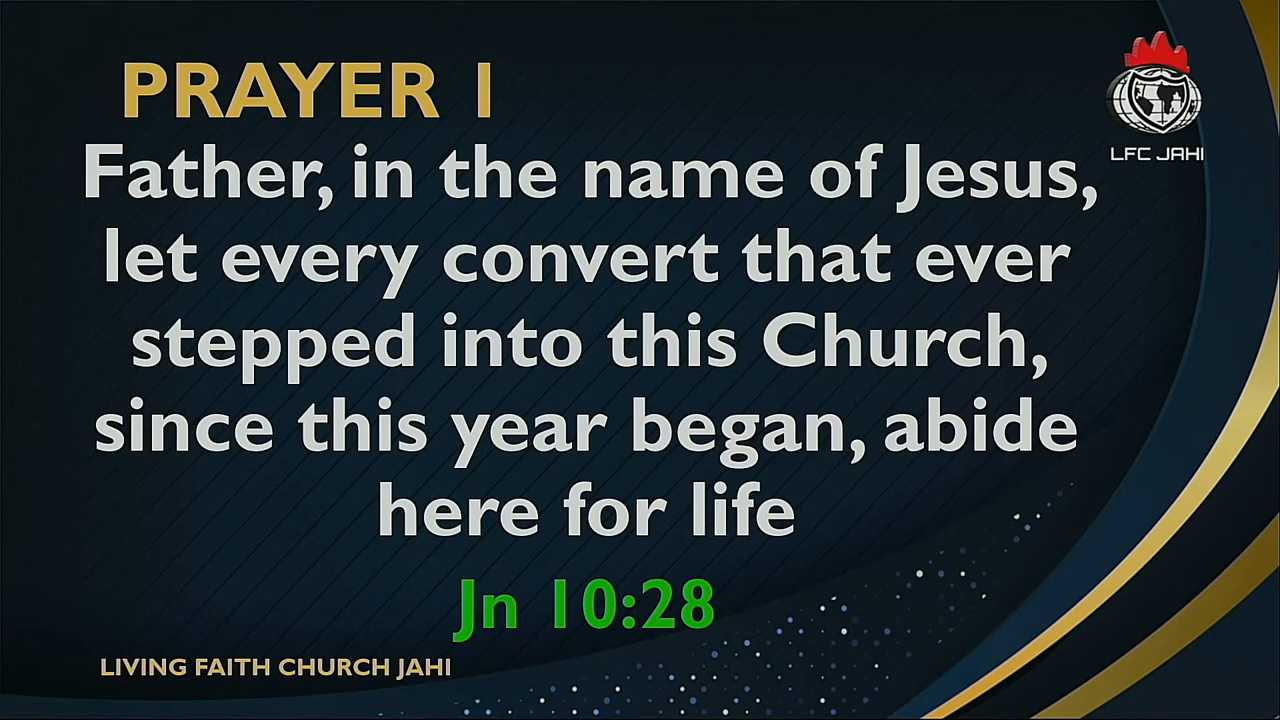 PRAYER 1
LFC JAHI
Father, in the name of Jesus,
let every convert that ever
stepped into this Church,
since this year began, abide
here for life
Jn 10:28
LIVING FAITH CHURCH JAHI